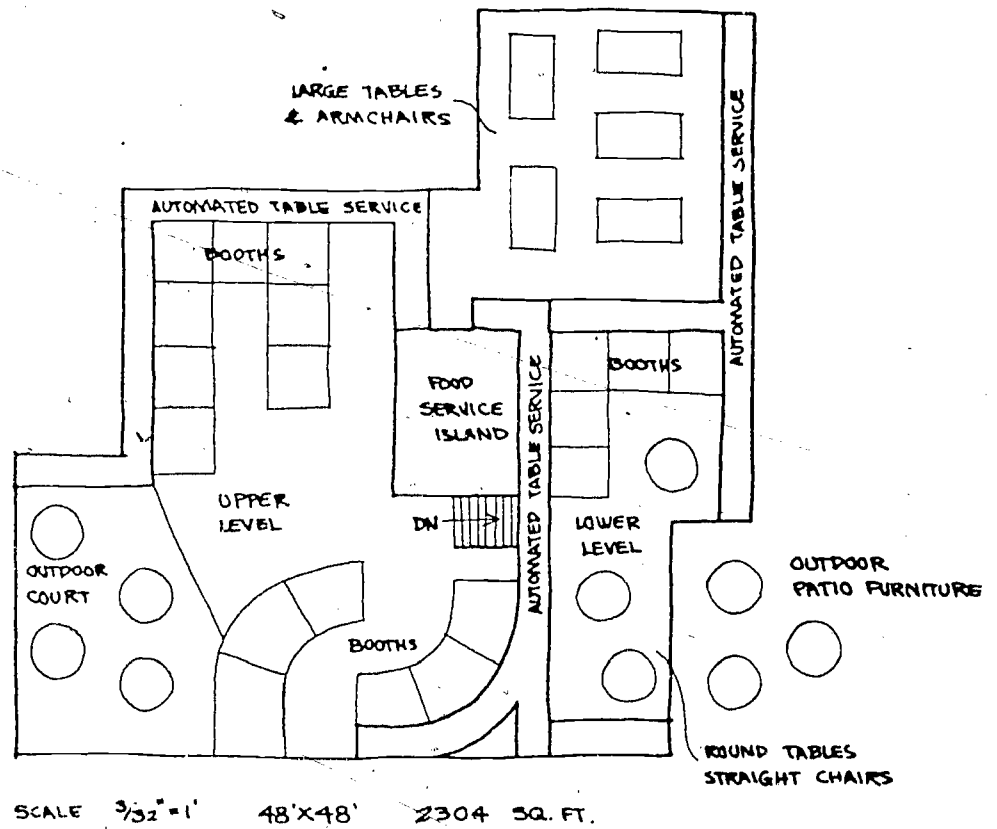 LARGE TABLES
& ARMCHAIRS
AUTOMATED TABLE SERVICE
AUTOMATED TABLE SERVICE
BOOTHS
FOOD
SERVICE
ISLAND
AUTOMATED TABLE SERVICE
BOOTHS
UPPER
LEVEL
DN
LOWER
LEVEL
OUTDOOR
COURT
OUTDOOR
PATIO FURNITURE
BOOTHS
ROUND TABLES
STRAIGHT CHAIRS
SCALE 3/32"=1' 48'X48' 2304 SQ. FT.